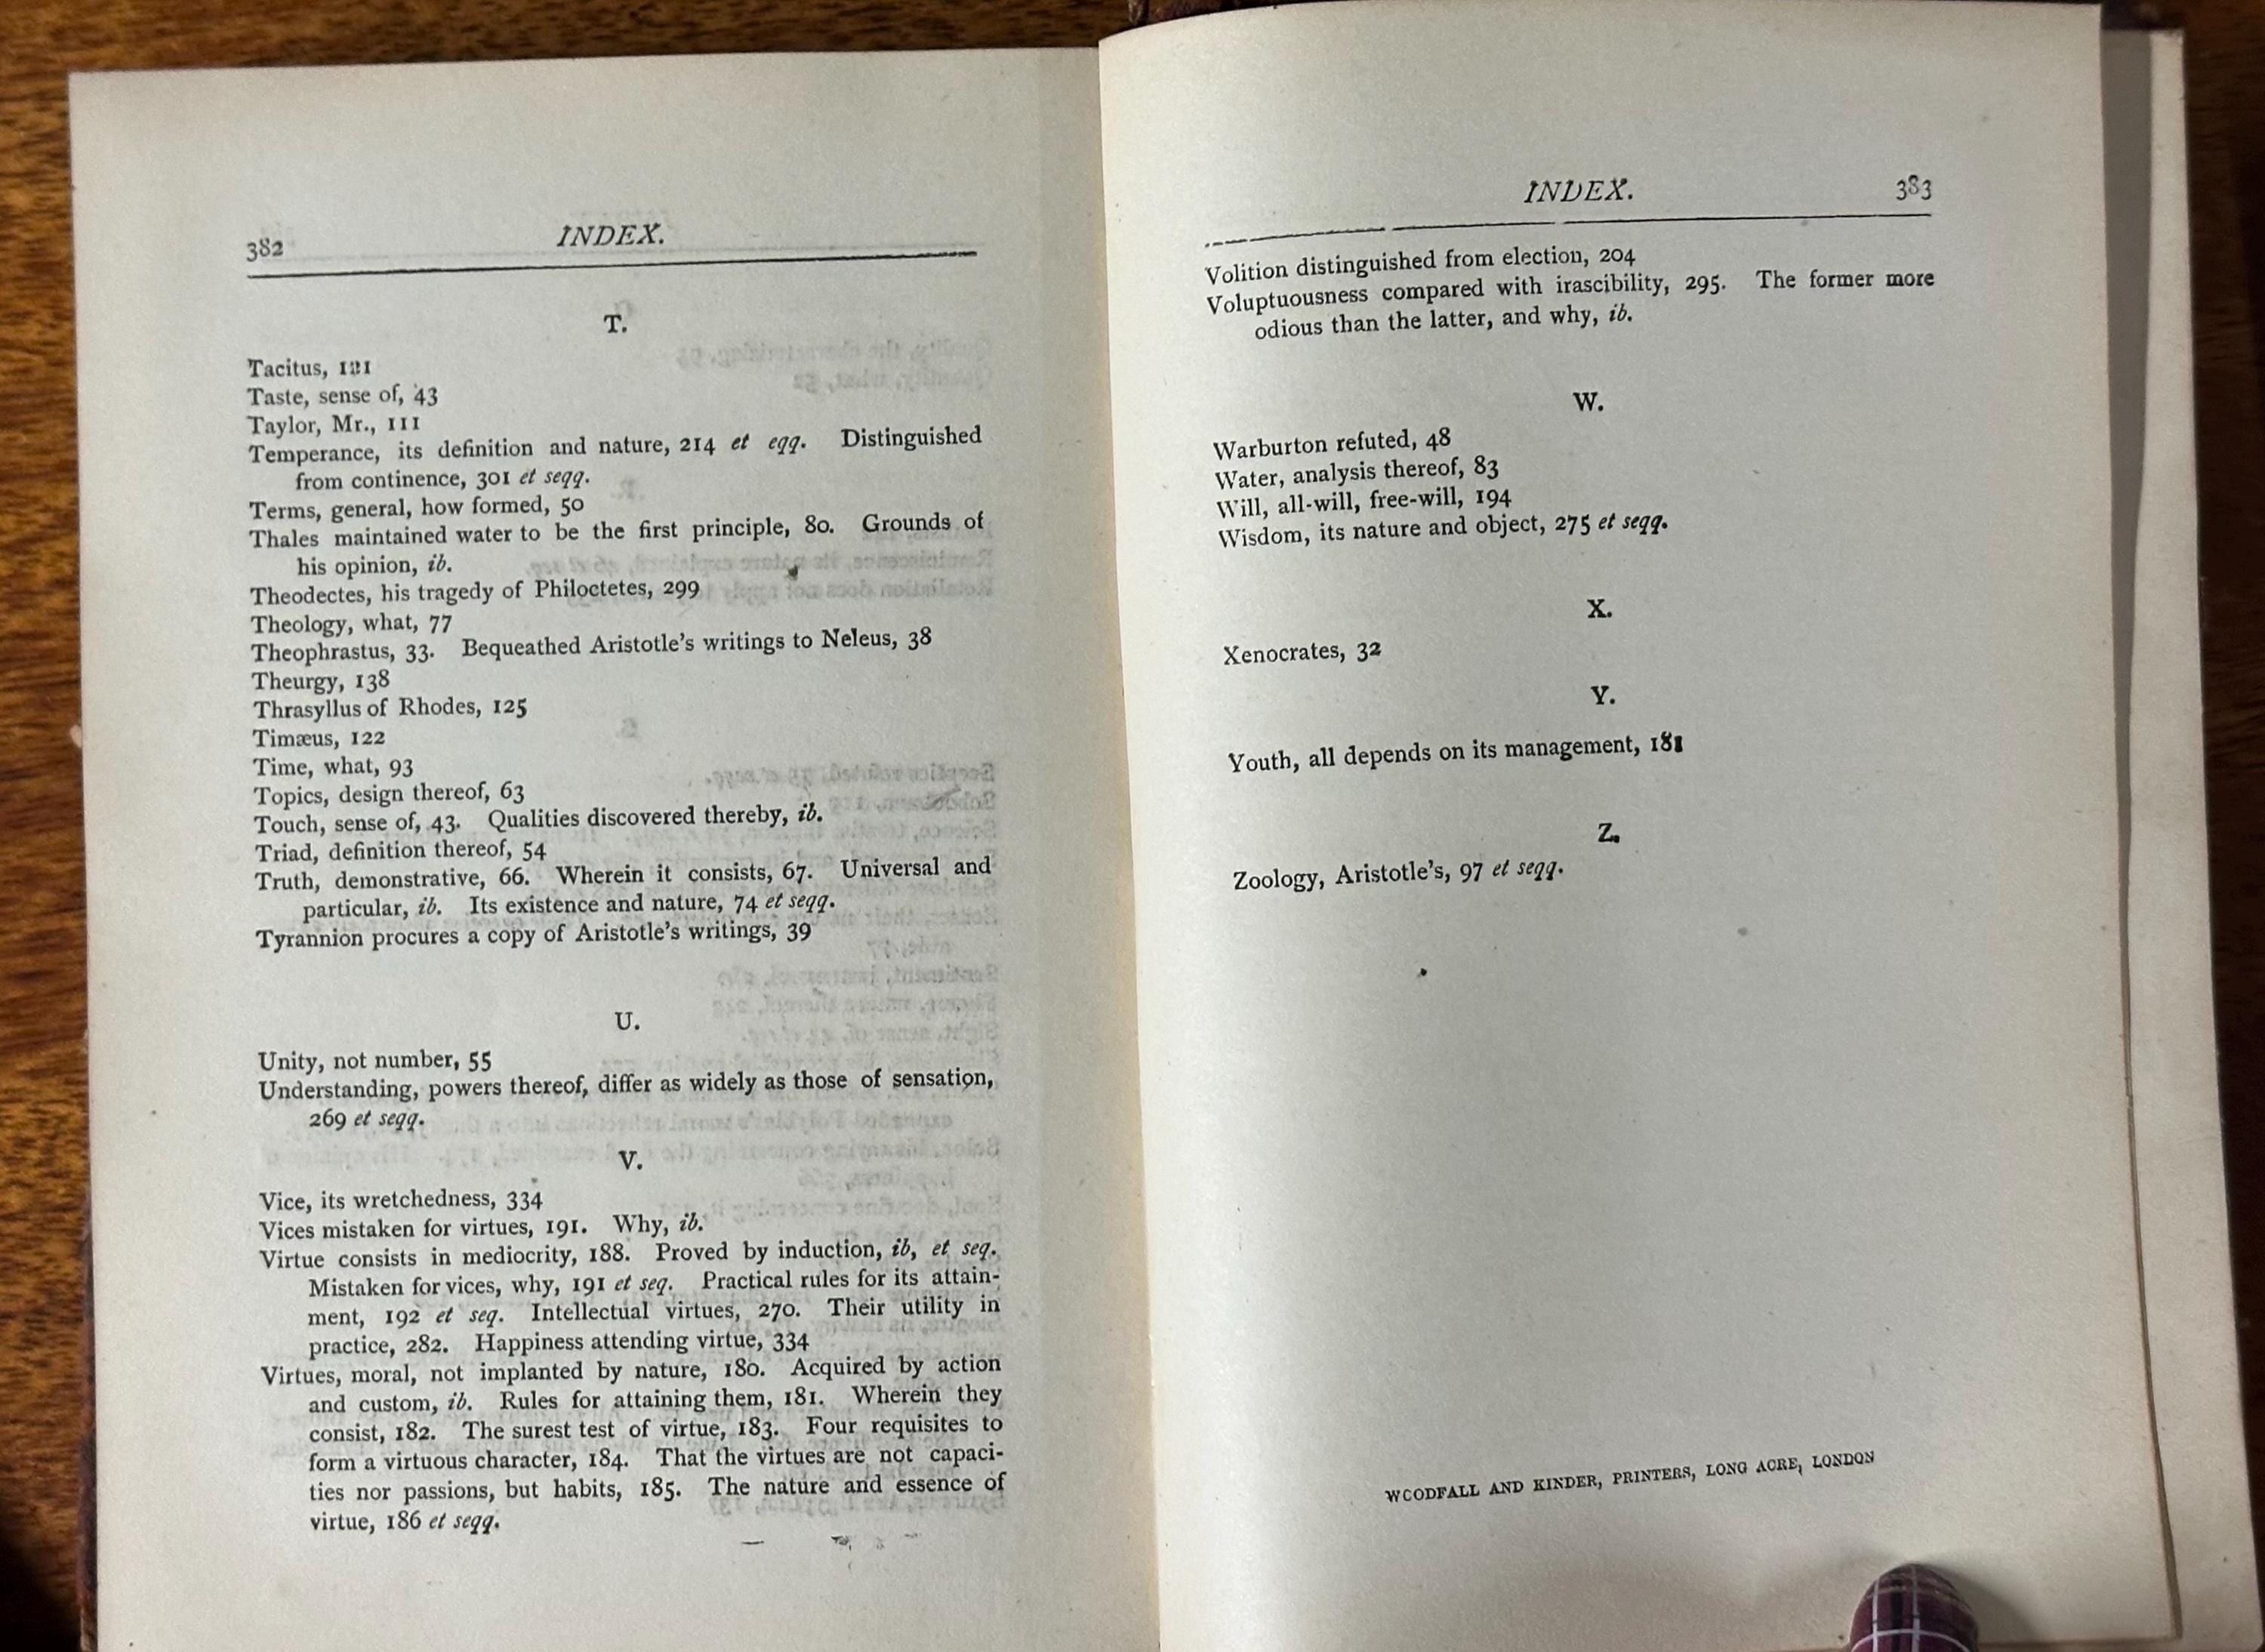 382
INDEX.
T.
Tacitus, 121
Taste, sense of, 43
Taylor, Mr., 111
Temperance, its definition and nature, 214 et eqq. Distinguished
from continence, 301 et seqq.
Terms, general, how formed, 50
Thales maintained water to be the first principle, 80. Grounds of
his opinion, ib.
Theodectes, his tragedy of Philoctetes, 299
Theology, what, 77
Theophrastus, 33. Bequeathed Aristotle's writings to Neleus, 38
Theurgy, 138
Thrasyllus of Rhodes, 125
Timæus, 122
Time, what, 93
Topics, design thereof, 63
Touch, sense of, 43. Qualities discovered thereby, ib.
Triad, definition thereof, 54
Truth, demonstrative, 66. Wherein it consists, 67. Universal and
particular, ib. Its existence and nature, 74 et seqq.
Tyrannion procures a copy of Aristotle's writings, 39
U.
Unity, not number, 55
Understanding, powers thereof, differ as widely as those of sensation,
269 et seqq.
V.
Vice, its wretchedness, 334
Vices mistaken for virtues, 191. Why, ib.
Virtue consists in mediocrity, 188. Proved by induction, ib, et seq.
Mistaken for vices, why, 191 et seq. Practical rules for its attain-
ment, 192 et seq. Intellectual virtues, 270. Their utility in
practice, 282. Happiness attending virtue, 334
Virtues, moral, not implanted by nature, 180. Acquired by action
and custom, ib. Rules for attaining them, 181. Wherein they
consist, 182. The surest test of virtue, 183. Four requisites to
form a virtuous character, 184. That the virtues are not capaci-
ties nor passions, but habits, 185. The nature and essence of
virtue, 186 et seqq.
INDEX.
383
Volition distinguished from election, 204
Voluptuousness compared with irascibility, 295. The former more
odious than the latter, and why, ib.
W.
Warburton refuted, 48
Water, analysis thereof, 83
Will, all-will, free-will, 194
Wisdom, its nature and object, 275 et seqq.
X.
Xenocrates, 32
Y.
Youth, all depends on its management, 181
Z.
Zoology, Aristotle's, 97 et seqq.
WOODFALL AND KINDER, PRINTERS, LONG ACRE, LONDON